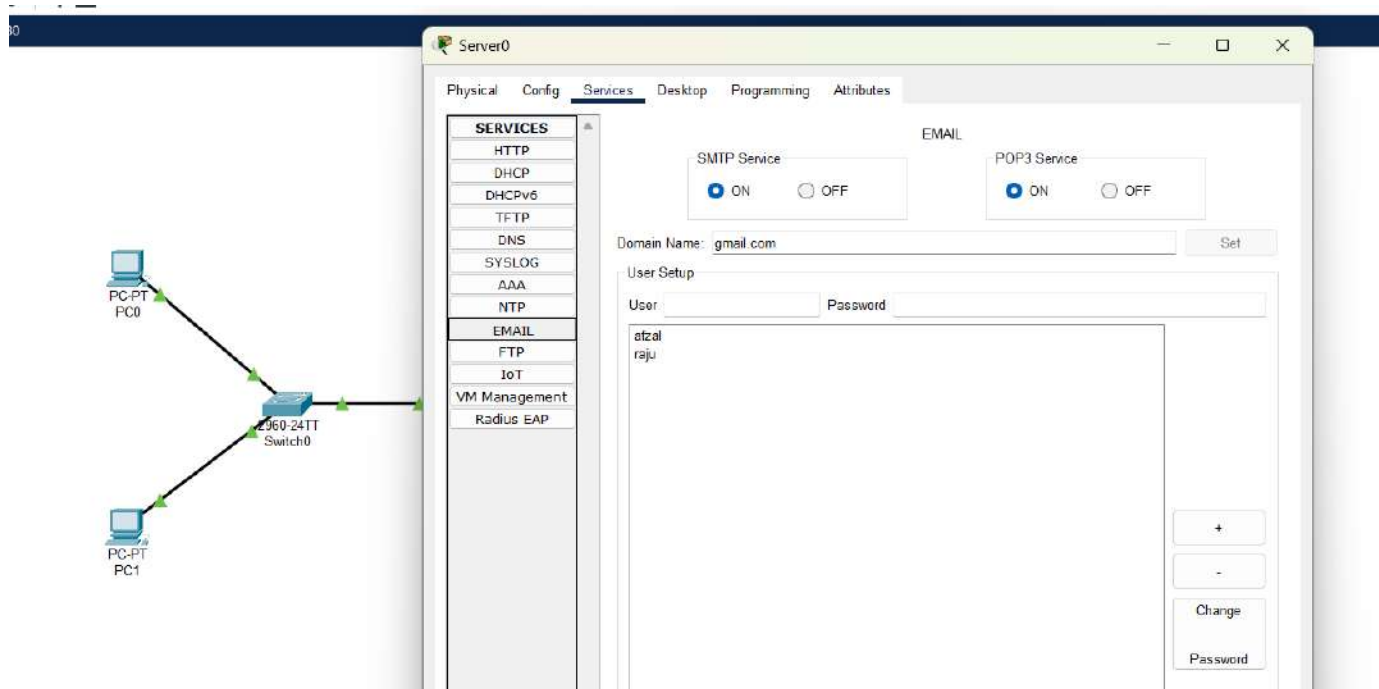 Server0
Physical Config Services Desktop Programming Attributes
SERVICES
HTTP
DHCP
DHCPv6
TFTP
DNS
SYSLOG
AAA
NTP
EMAIL
FTP
IoT
VM Management
Radius EAP
EMAIL
SMTP Service
ON OFF
POP3 Service
ON OFF
Domain Name: gmail.com Set
User Setup
User Password
afzal
raju
+
-
Change
Password
PC-PT
PC0
2960-24TT
Switch0
PC-PT
PC1